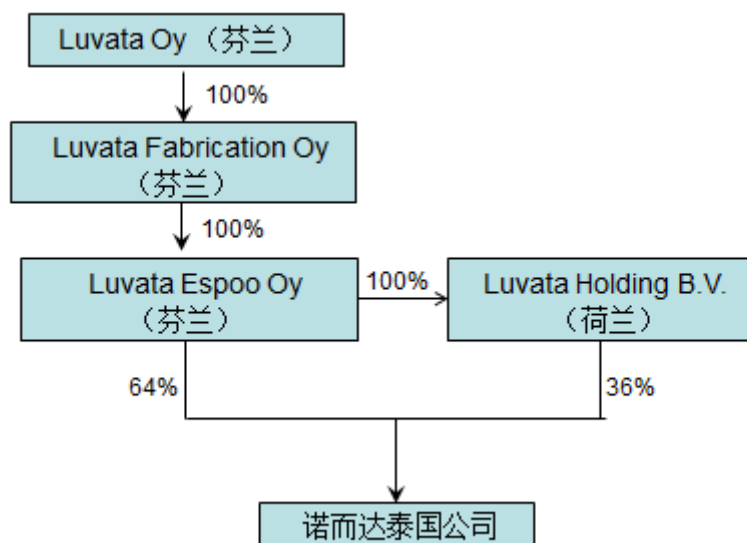 Luvata Oy （芬兰）
100%
Luvata Fabrication Oy
（芬兰）
100%
Luvata Espoo Oy
（芬兰）
100%
Luvata Holding B.V.
（荷兰）
64%
36%
诺而达泰国公司